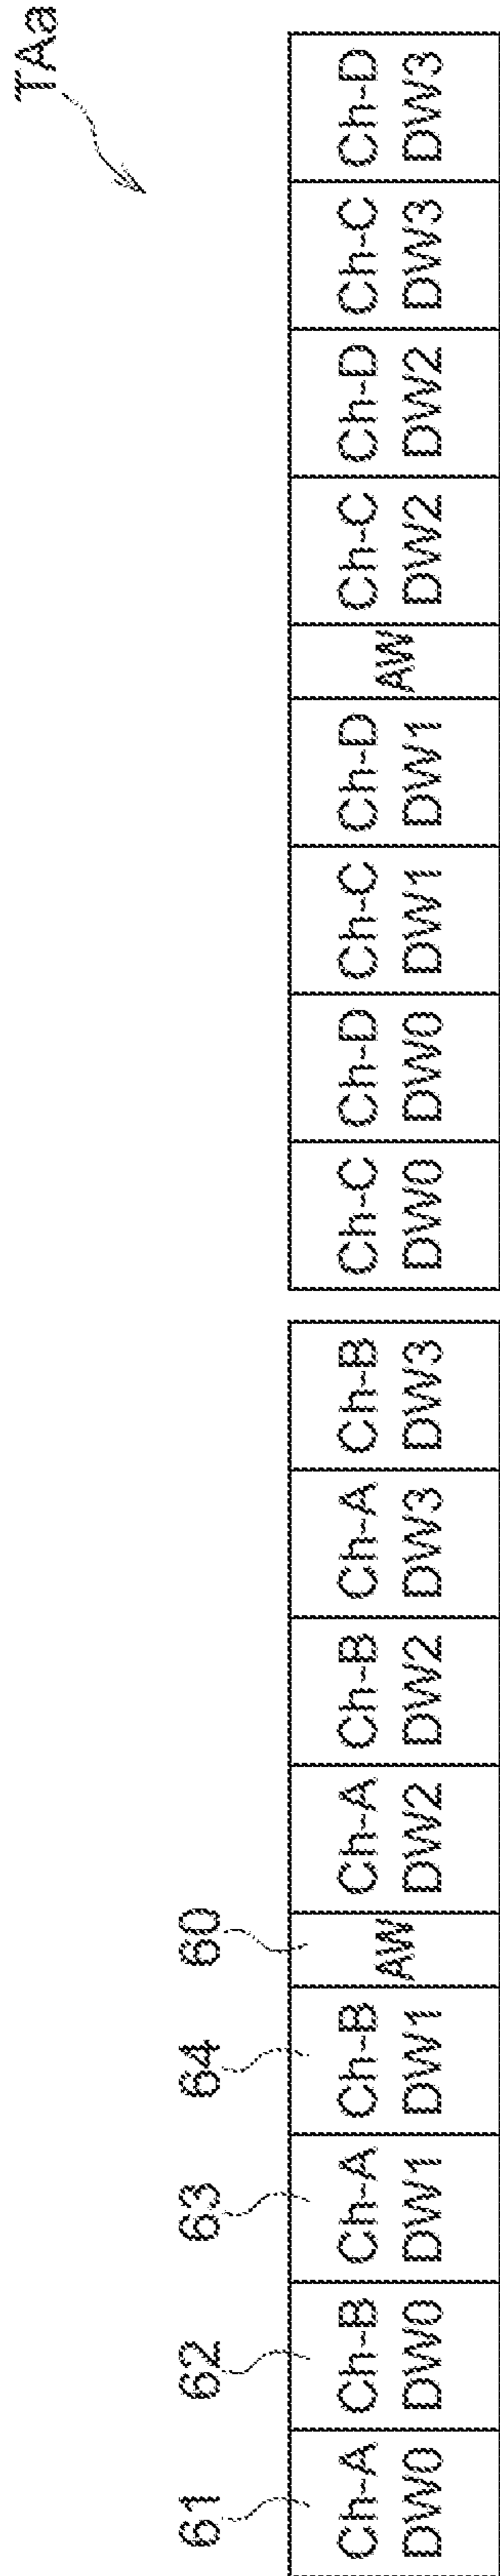 TAa
61 62 63 64 60
Ch-A Ch-B Ch-A Ch-B AW Ch-A Ch-B Ch-A Ch-B Ch-C Ch-D Ch-C Ch-D AW Ch-C Ch-D Ch-C Ch-D
DW0 DW0 DW1 DW1 DW2 DW2 DW3 DW3 DW0 DW0 DW1 DW1 DW2 DW2 DW3 DW3